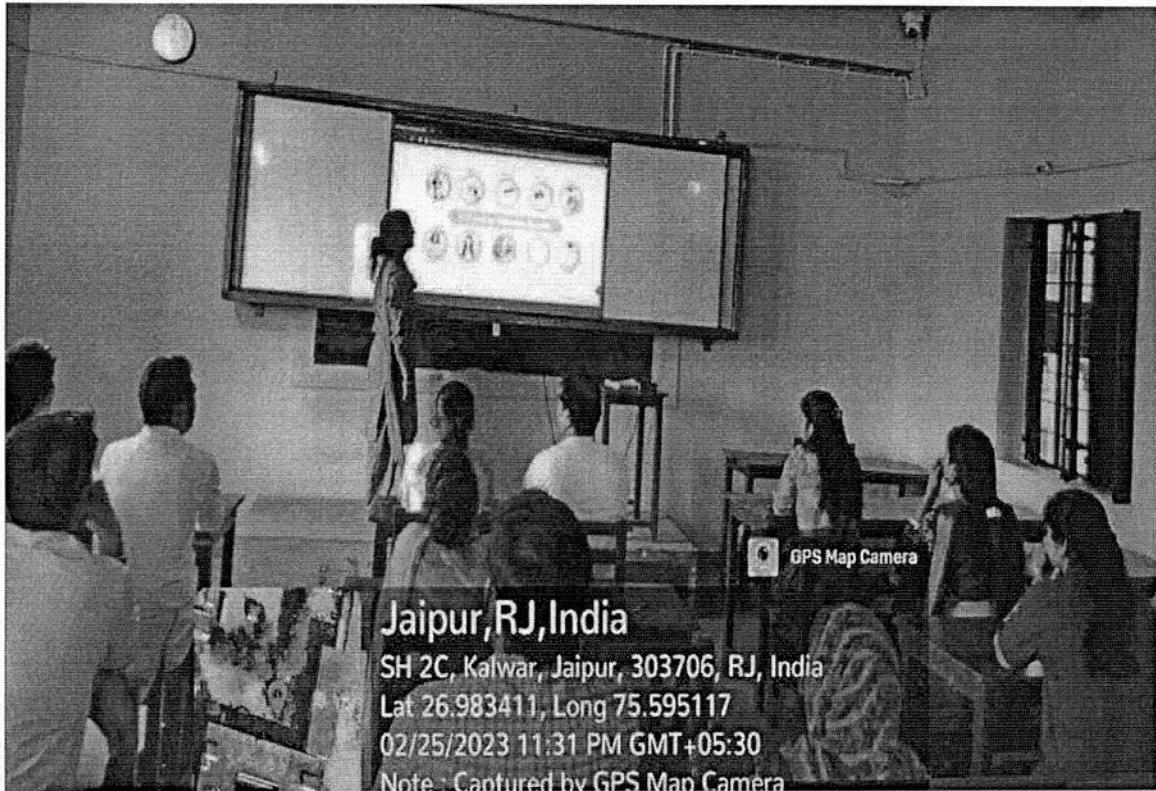 GPS Map Camera
Jaipur,RJ,India
SH 2C, Kalwar, Jaipur, 303706, RJ, India
Lat 26.983411, Long 75.595117
02/25/2023 11:31 PM GMT+05:30
Note : Captured by GPS Map Camera